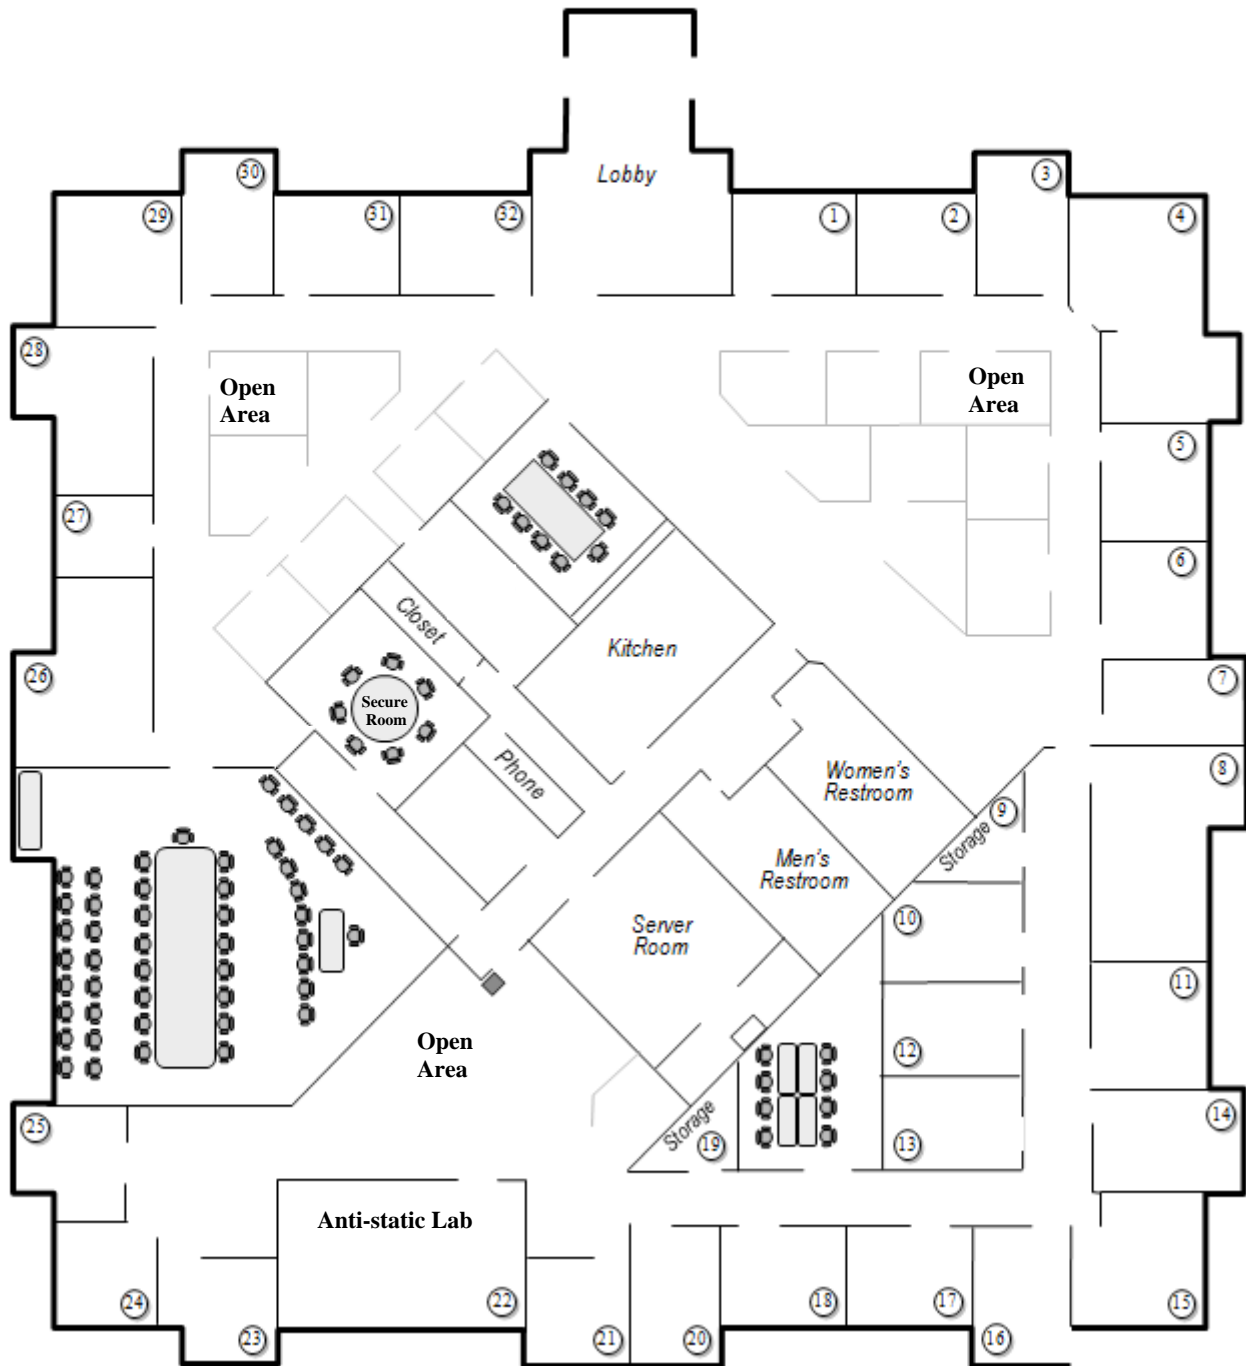 Lobby
30
3
29
31
32
1
2
4
28
Open
Area
Open
Area
5
27
6
Closet
Kitchen
26
Secure
Room
7
Phone
Women's
Restroom
8
9
Storage
Men's
Restroom
10
Server
Room
11
Open
Area
12
25
Storage
19
13
14
Anti-static Lab
24
22
18
17
15
23
21
20
16